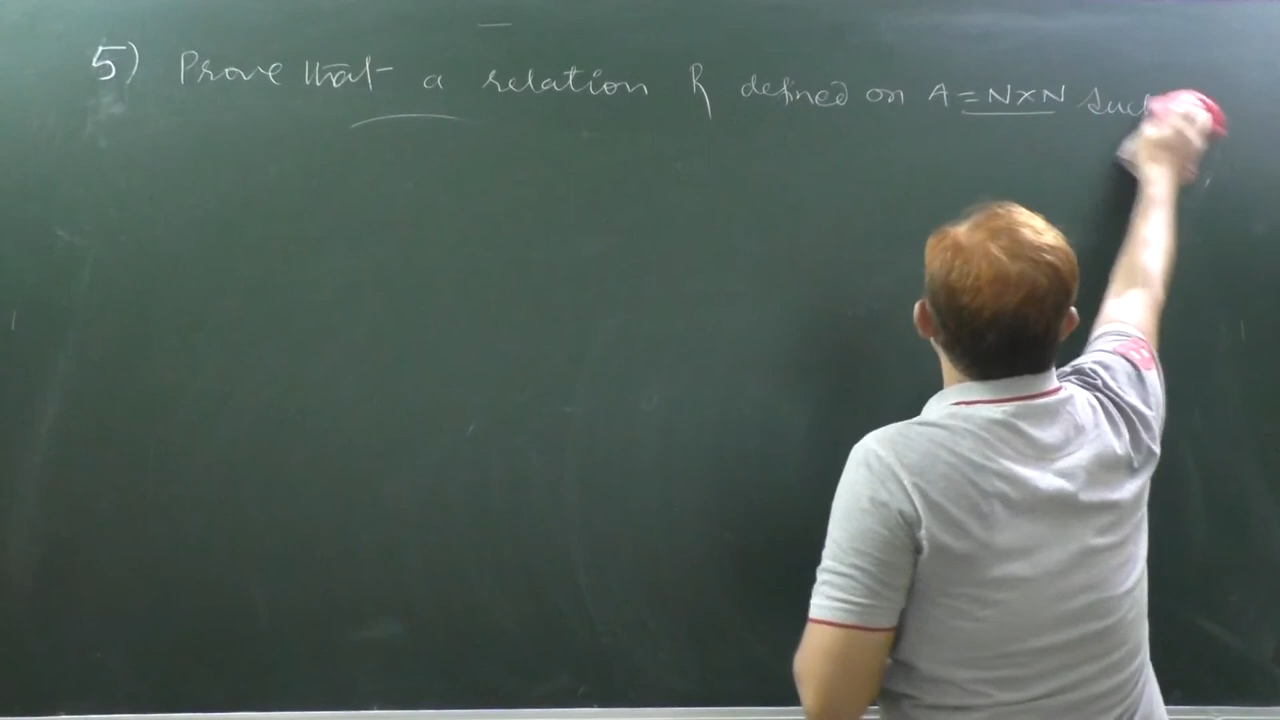 5) Prove that a relation R defined on A = N×N